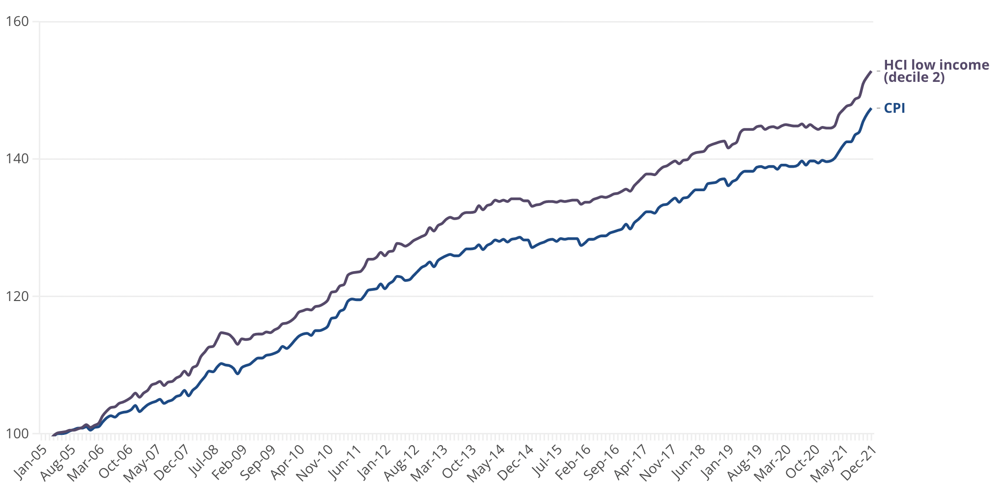 160
HCI low income
(decile 2)
CPI
140
120
100
Jan-05
Aug-05
Mar-06
Oct-06
May-07
Dec-07
Jul-08
Feb-09
Sep-09
Apr-10
Nov-10
Jun-11
Jan-12
Aug-12
Mar-13
Oct-13
May-14
Dec-14
Jul-15
Feb-16
Sep-16
Apr-17
Nov-17
Jun-18
Jan-19
Aug-19
Mar-20
Oct-20
May-21
Dec-21